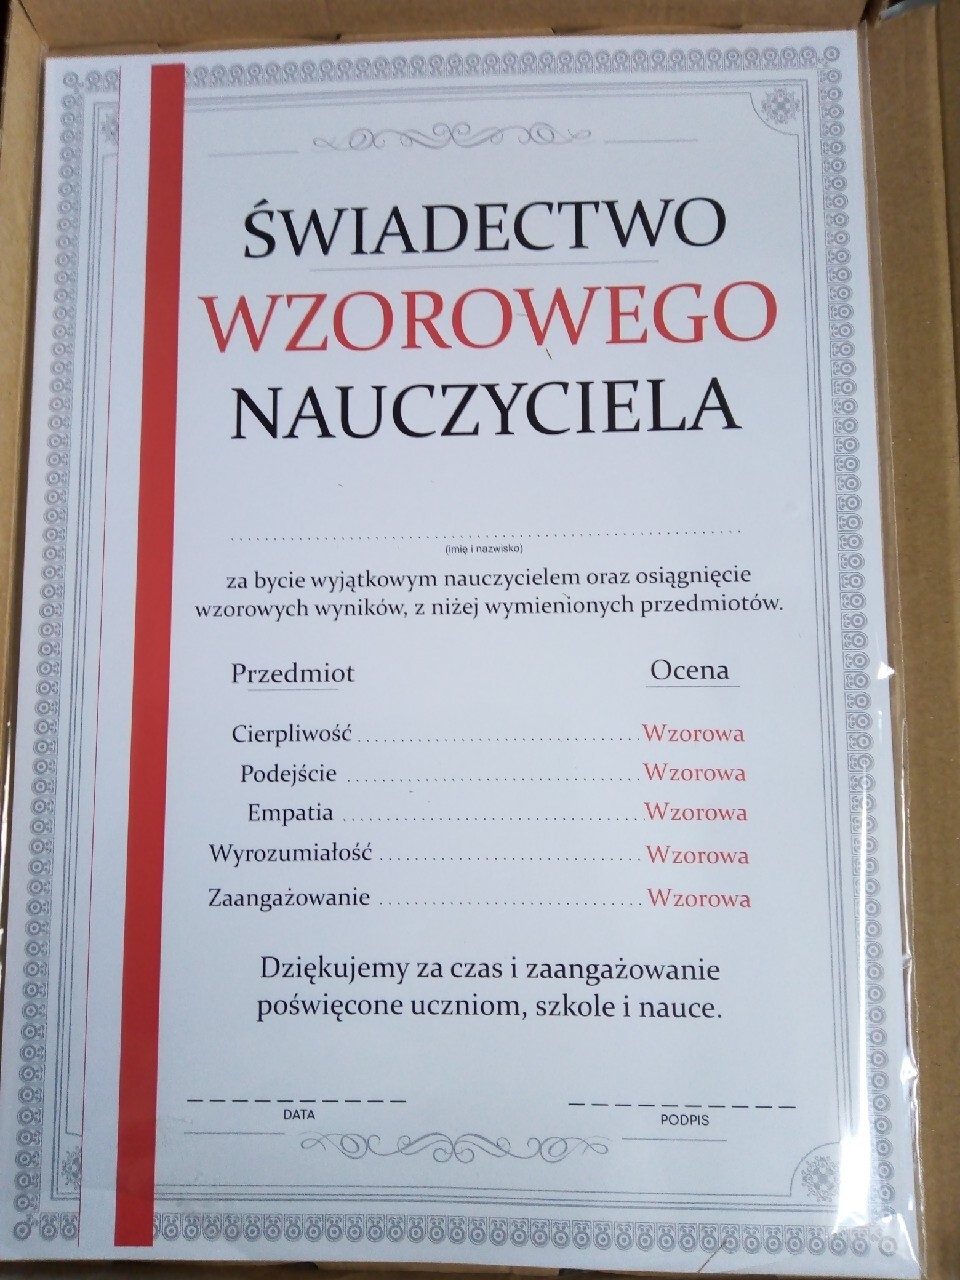 ŚWIADECTWO
WZOROWEGO
NAUCZYCIELA
(imię i nazwisko)
za bycie wyjątkowym nauczycielem oraz osiągnięcie
wzorowych wyników, z niżej wymienionych przedmiotów.
Przedmiot Ocena
Cierpliwość Wzorowa
Podejście Wzorowa
Empatia Wzorowa
Wyrozumiałość Wzorowa
Zaangażowanie Wzorowa
Dziękujemy za czas i zaangażowanie
poświęcone uczniom, szkole i nauce.
DATA PODPIS